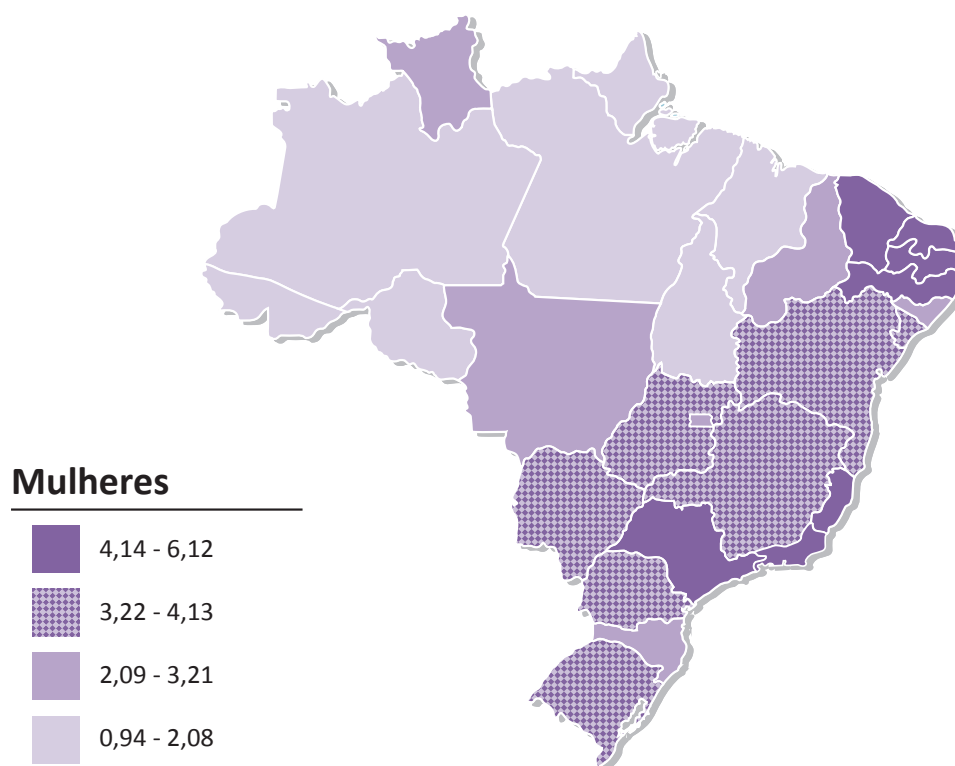 Mulheres
4,14 - 6,12
3,22 - 4,13
2,09 - 3,21
0,94 - 2,08